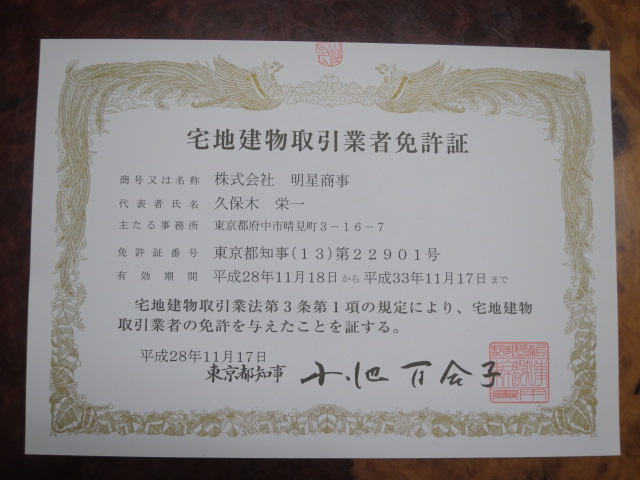 宅地建物取引業者免許証
商号又は名称 株式会社 明星商事
代表者氏名 久保木 栄一
主たる事務所 東京都府中市晴見町3-16-7
免許証番号 東京都知事(13)第22901号
有効期間 平成28年11月18日から平成33年11月17日まで
宅地建物取引業法第3条第1項の規定により、宅地建物
取引業者の免許を与えたことを証する。
平成28年11月17日
東京都知事 小池百合子